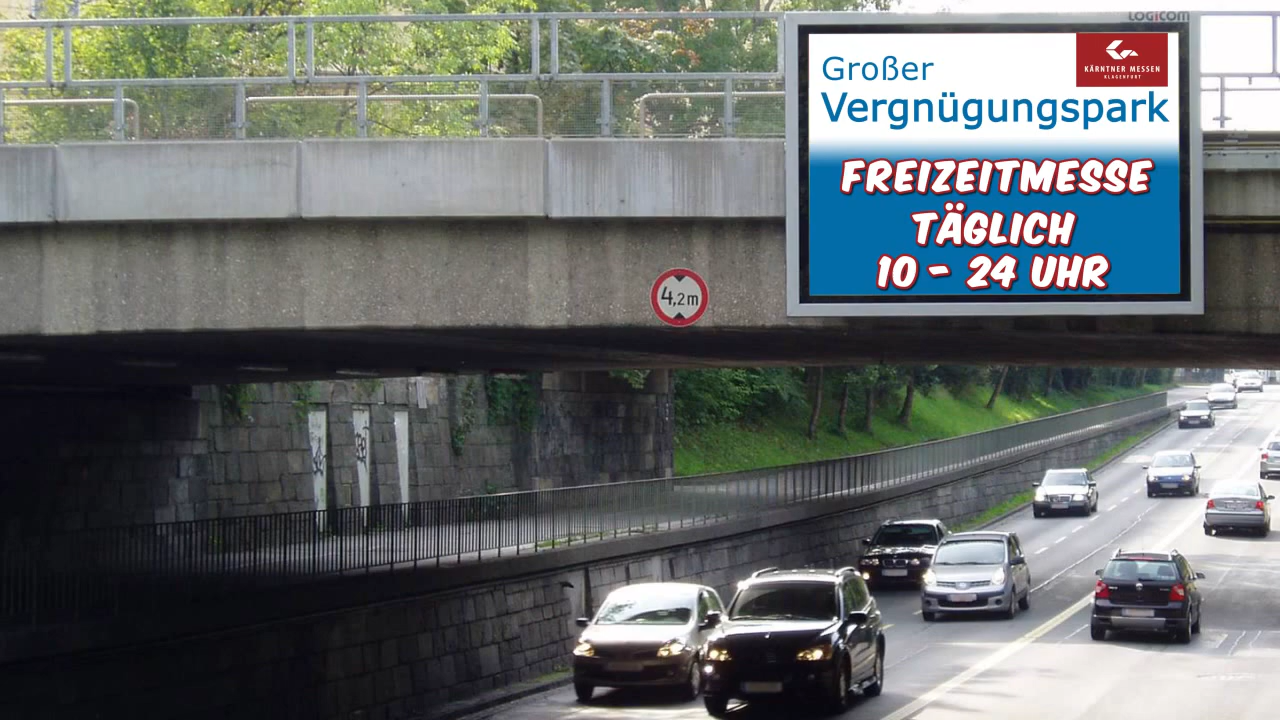 LOGICOM
KÄRNTNER MESSEN
KLAGENFURT
Großer
Vergnügungspark
FREIZEITMESSE
TÄGLICH
10 - 24 UHR
4,2m